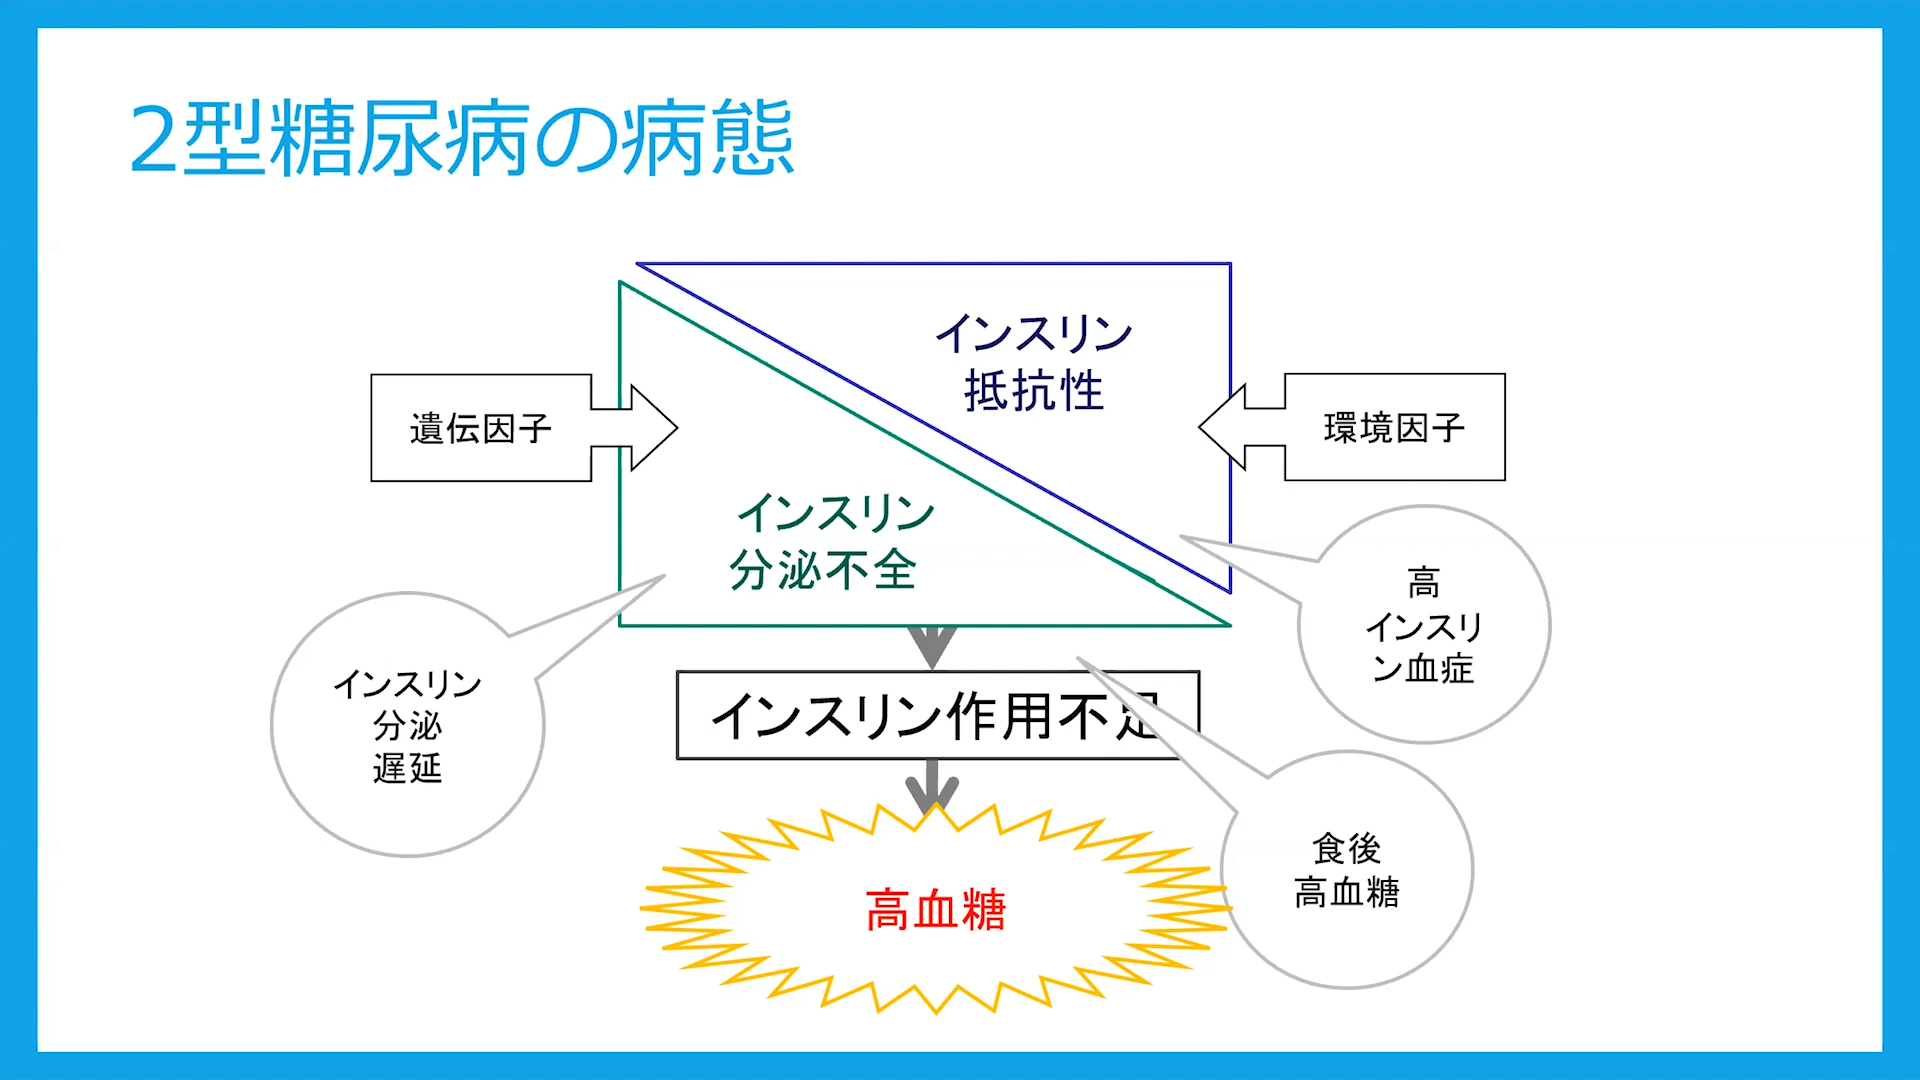 2型糖尿病の病態
インスリン
抵抗性
遺伝因子
環境因子
インスリン
分泌不全
高
インスリ
ン血症
インスリン
分泌
遅延
インスリン作用不足
食後
高血糖
高血糖